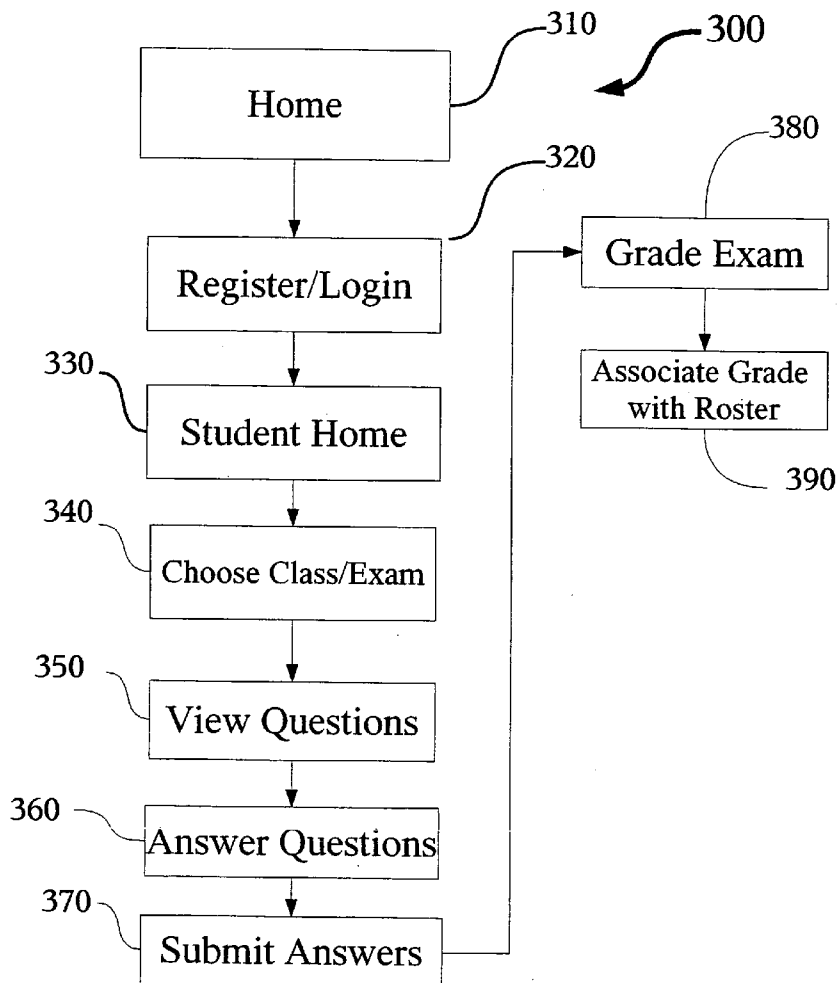 310
300
Home
320
380
Register/Login
Grade Exam
330
Student Home
Associate Grade
with Roster
390
340
Choose Class/Exam
350
View Questions
360
Answer Questions
370
Submit Answers